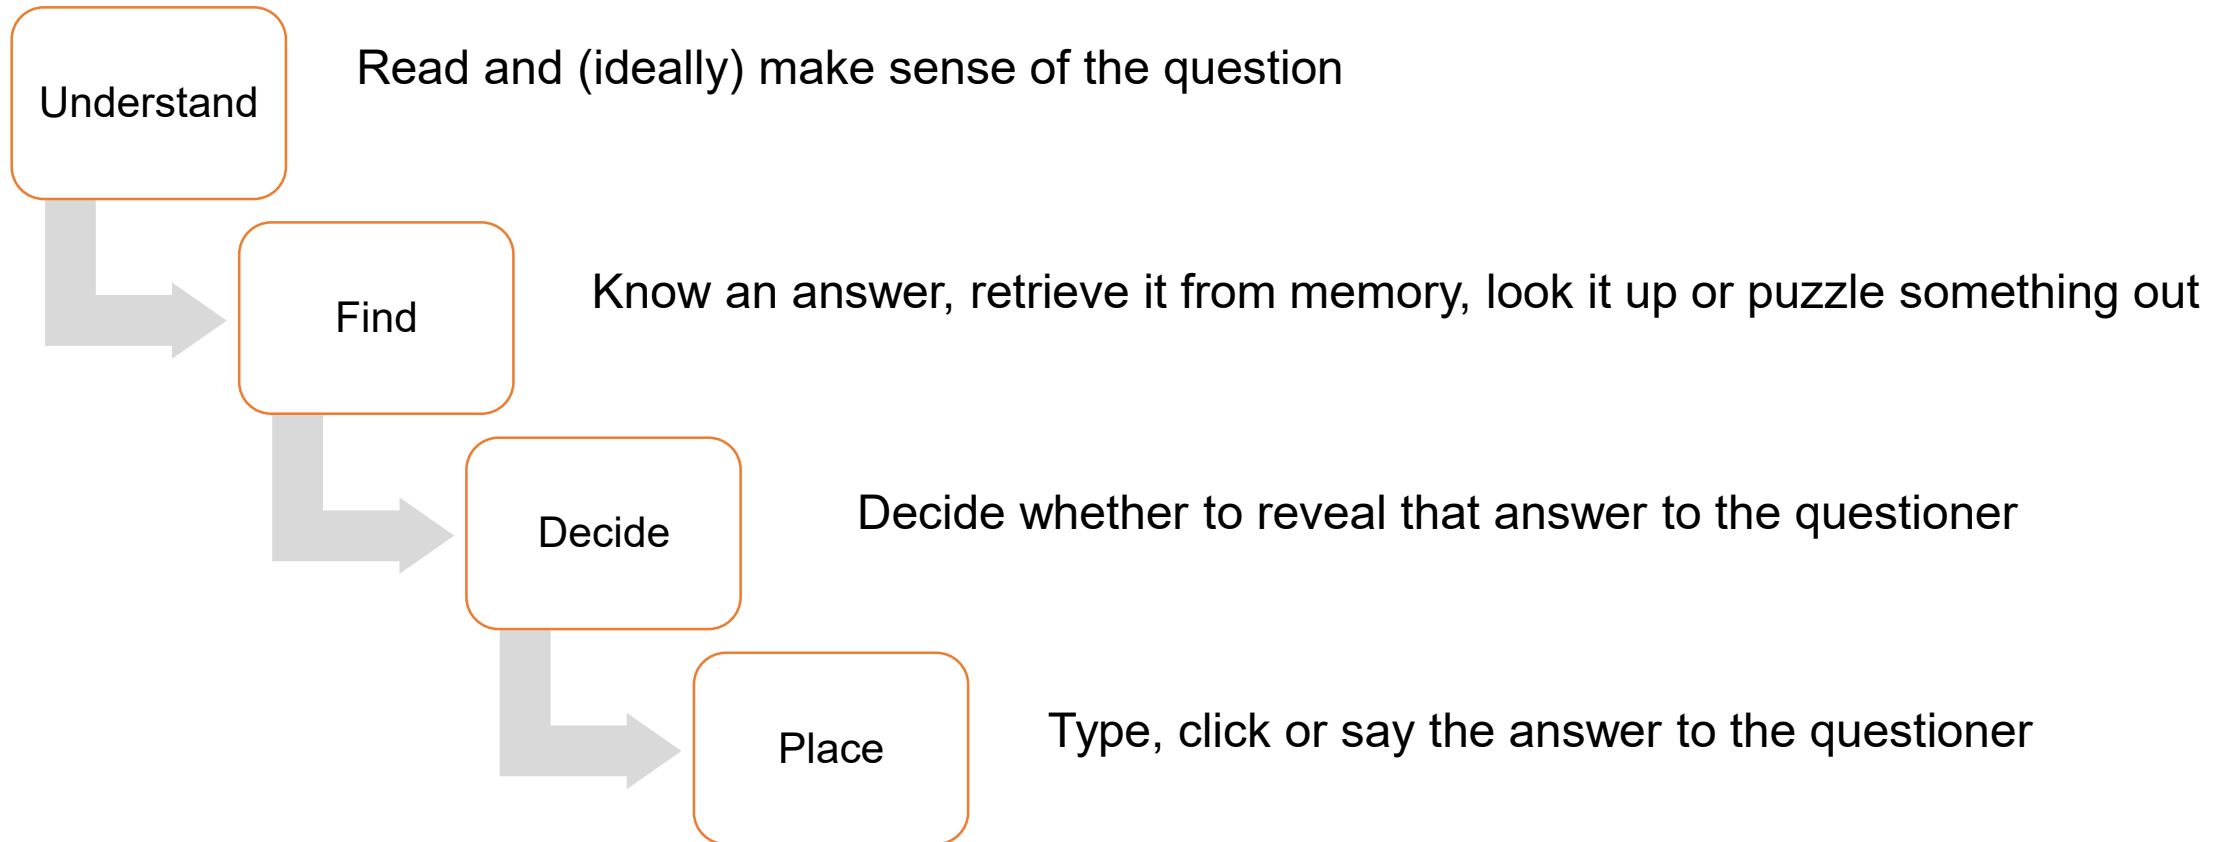 Understand
Read and (ideally) make sense of the question
Find
Know an answer, retrieve it from memory, look it up or puzzle something out
Decide
Decide whether to reveal that answer to the questioner
Place
Type, click or say the answer to the questioner